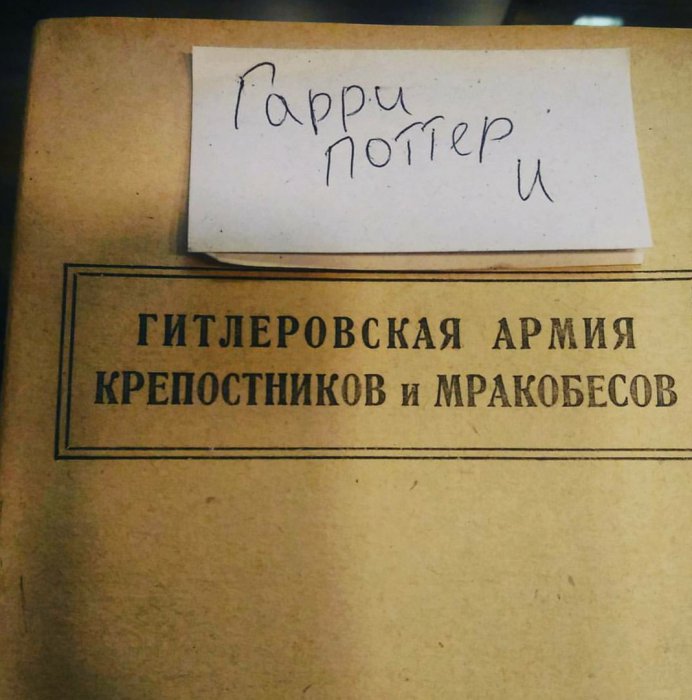 Гарри
поттер
и
ГИТЛЕРОВСКАЯ АРМИЯ
КРЕПОСТНИКОВ и МРАКОБЕСОВ